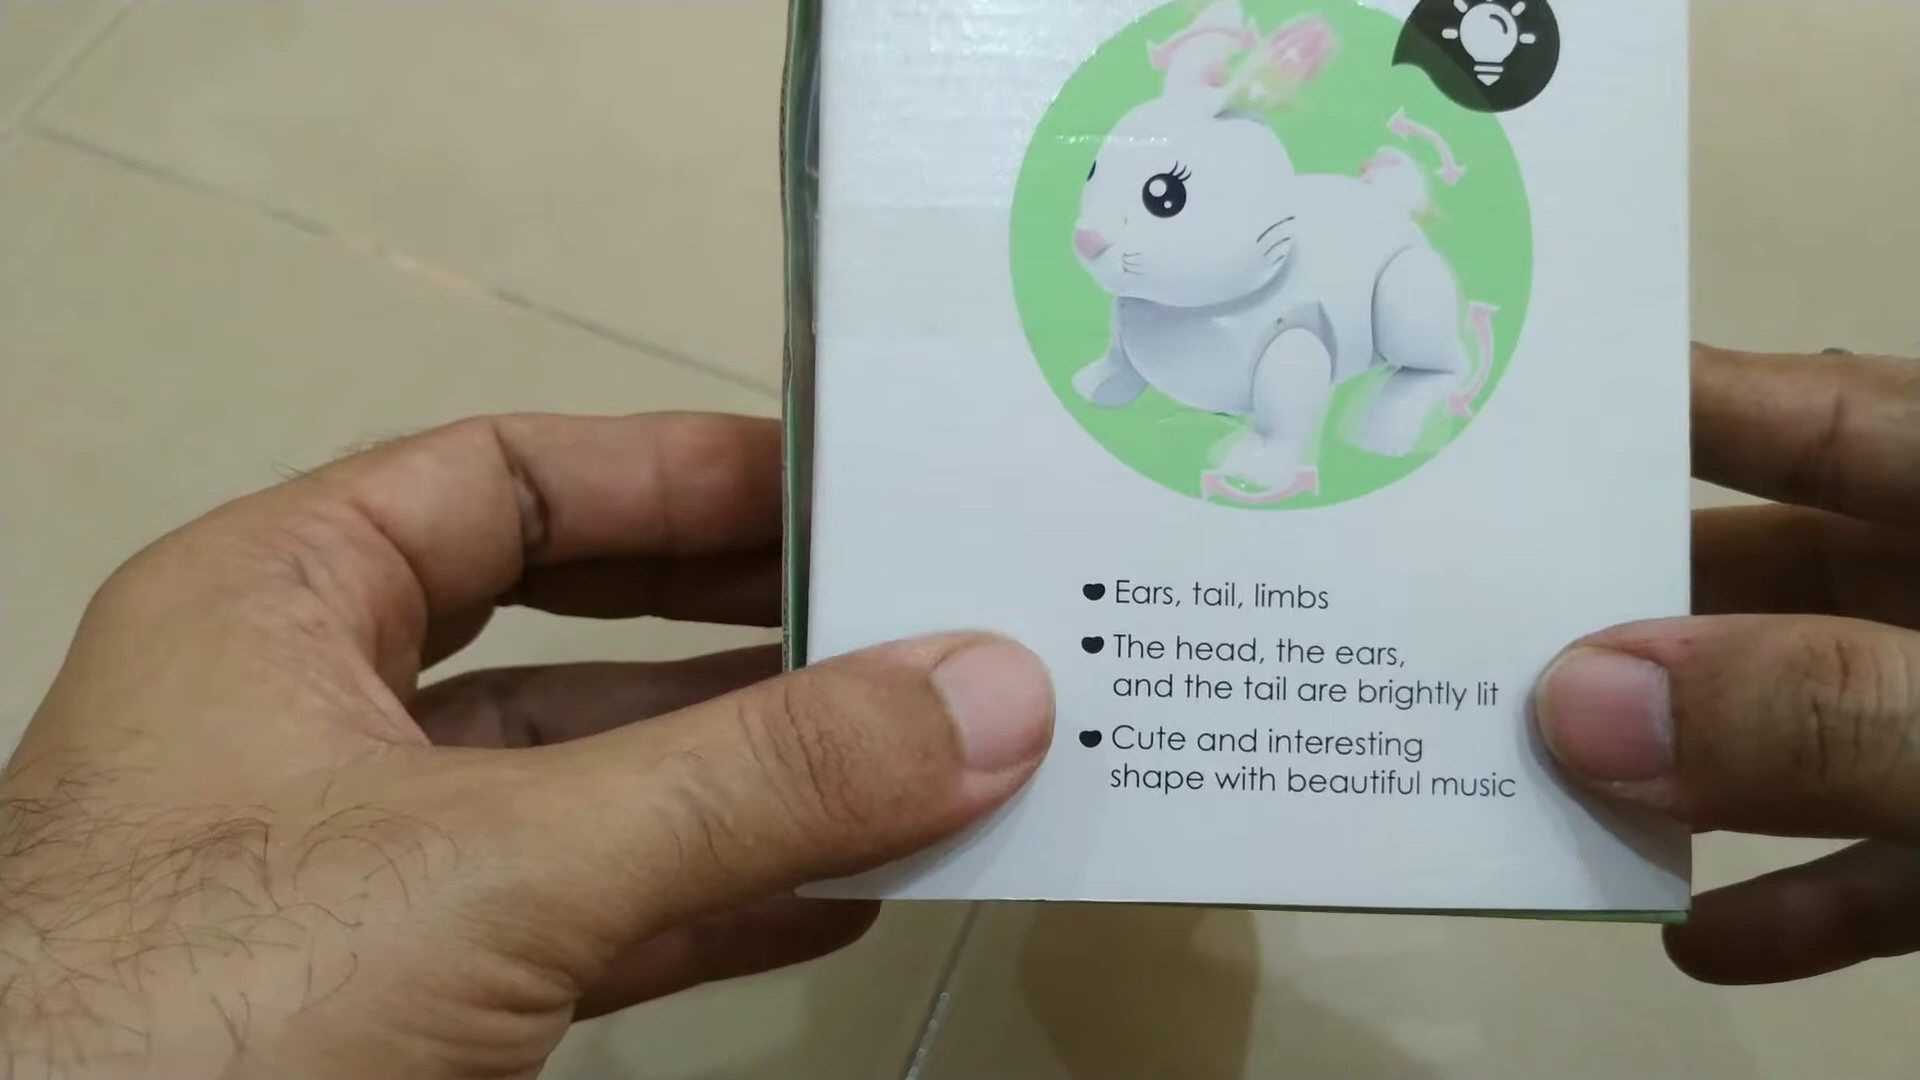 Ears, tail, limbs
The head, the ears,
and the tail are brightly lit
Cute and interesting
shape with beautiful music